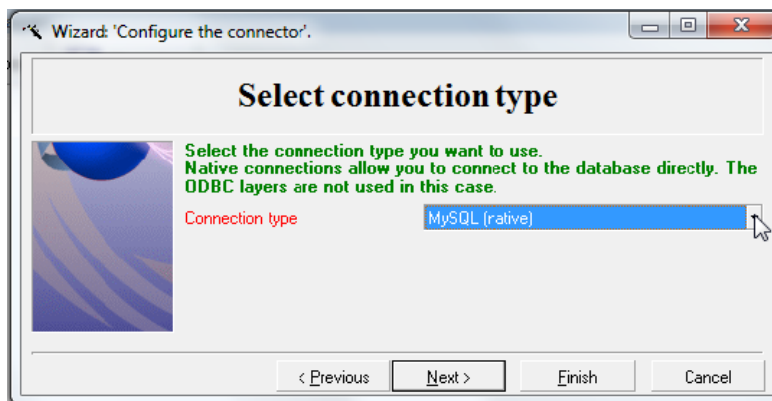 Wizard: 'Configure the connector'.
Select connection type
Select the connection type you want to use.
Native connections allow you to connect to the database directly. The
ODBC layers are not used in this case.
Connection type MySQL (native)
< Previous Next > Finish Cancel